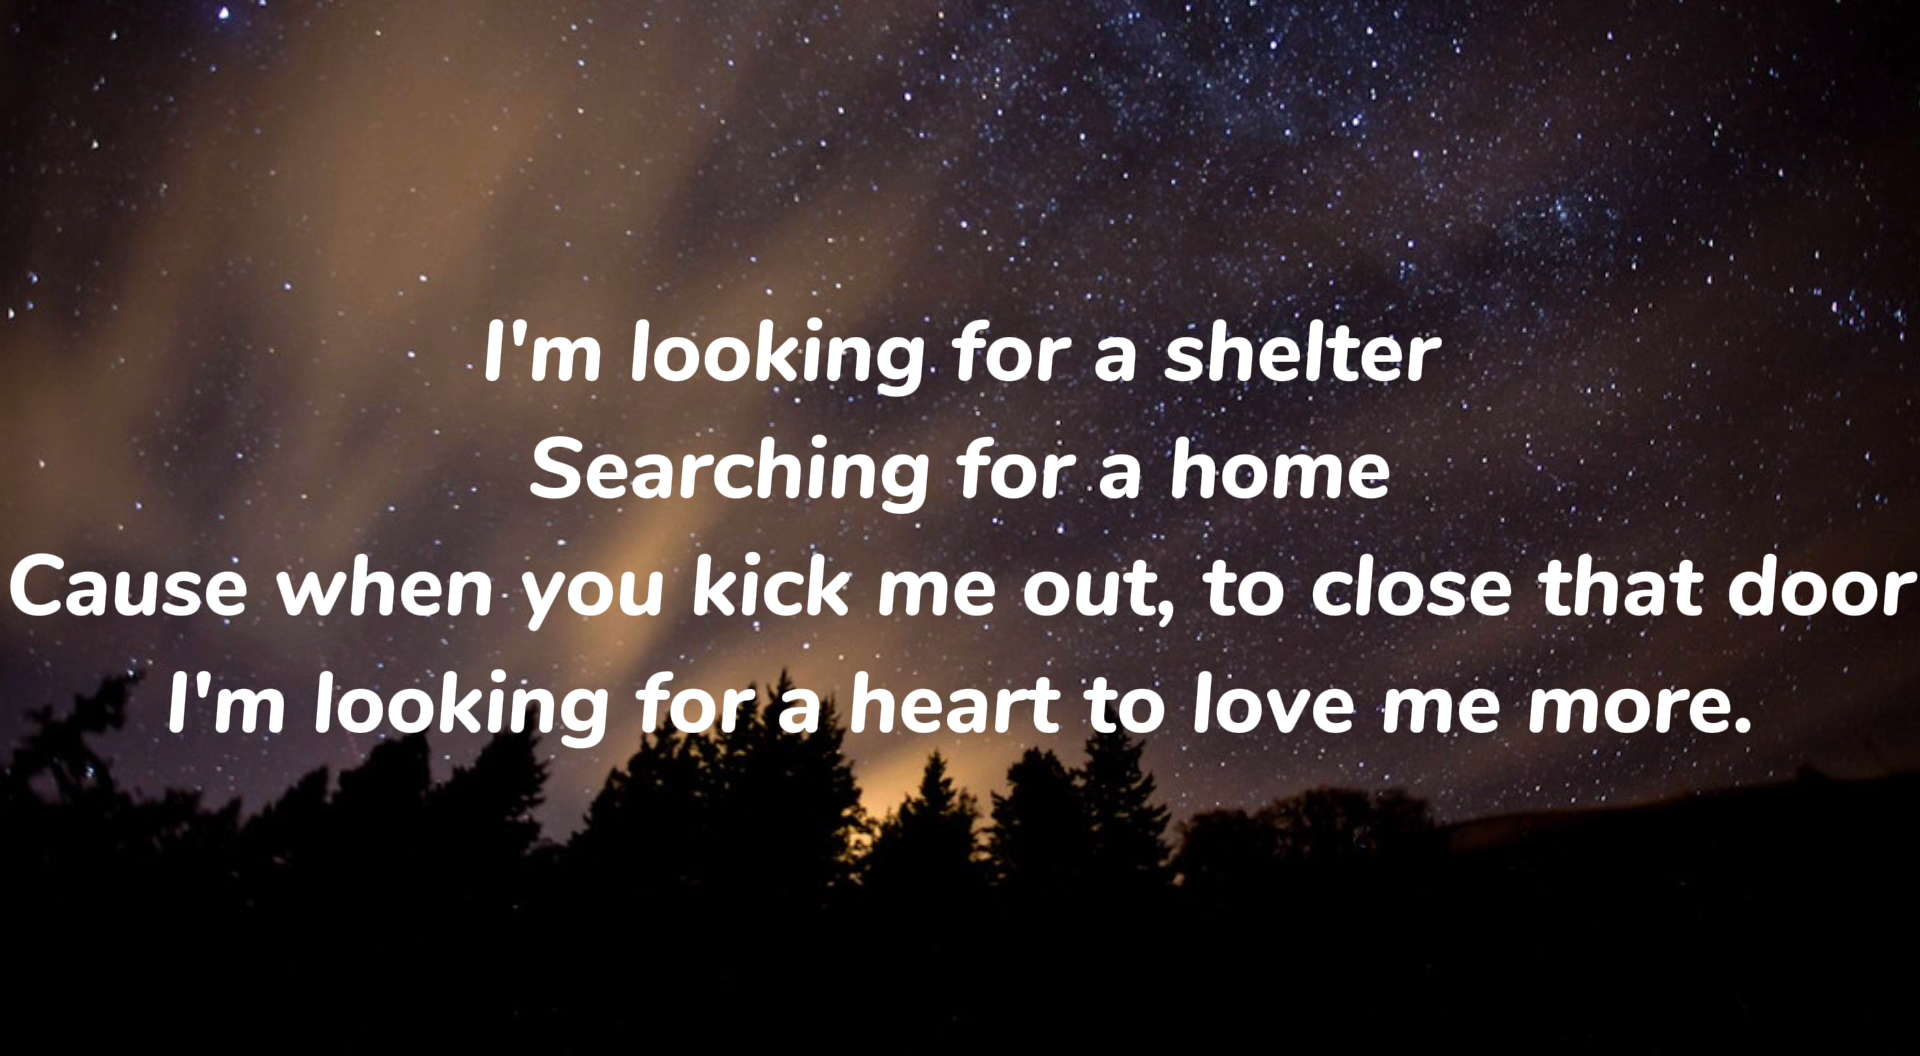 I'm looking for a shelter
Searching for a home
Cause when you kick me out, to close that door
I'm looking for a heart to love me more.